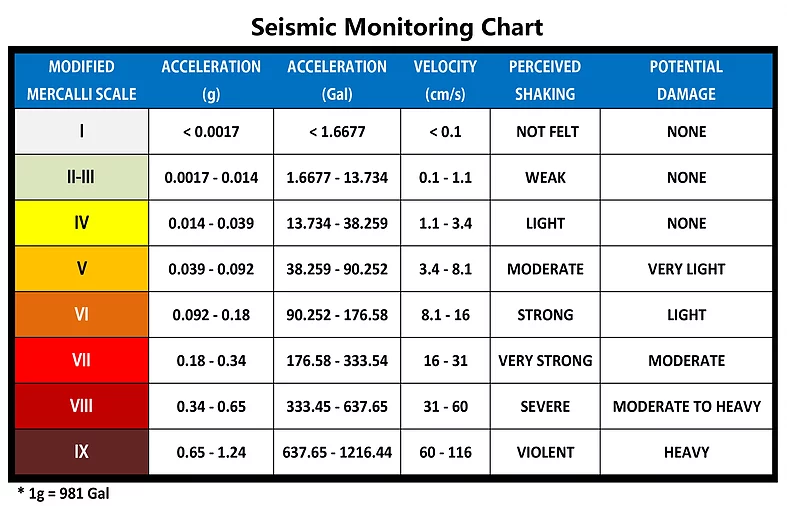 Seismic Monitoring Chart
MODIFIED MERCALLI SCALE ACCELERATION (g) ACCELERATION (Gal) VELOCITY (cm/s) PERCEIVED SHAKING POTENTIAL DAMAGE
I < 0.0017 < 1.6677 < 0.1 NOT FELT NONE
II-III 0.0017 - 0.014 1.6677 - 13.734 0.1 - 1.1 WEAK NONE
IV 0.014 - 0.039 13.734 - 38.259 1.1 - 3.4 LIGHT NONE
V 0.039 - 0.092 38.259 - 90.252 3.4 - 8.1 MODERATE VERY LIGHT
VI 0.092 - 0.18 90.252 - 176.58 8.1 - 16 STRONG LIGHT
VII 0.18 - 0.34 176.58 - 333.54 16 - 31 VERY STRONG MODERATE
VIII 0.34 - 0.65 333.45 - 637.65 31 - 60 SEVERE MODERATE TO HEAVY
IX 0.65 - 1.24 637.65 - 1216.44 60 - 116 VIOLENT HEAVY
* 1g = 981 Gal